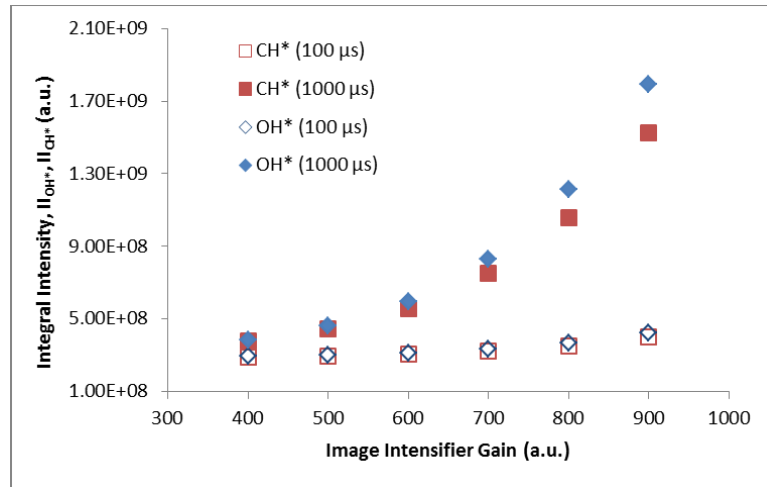 2.10E+09
1.70E+09
1.30E+09
9.00E+08
5.00E+08
1.00E+08
Integral Intensity, II_OH*, II_CH* (a.u.)
CH* (100 µs)
CH* (1000 µs)
OH* (100 µs)
OH* (1000 µs)
300 400 500 600 700 800 900 1000
Image Intensifier Gain (a.u.)